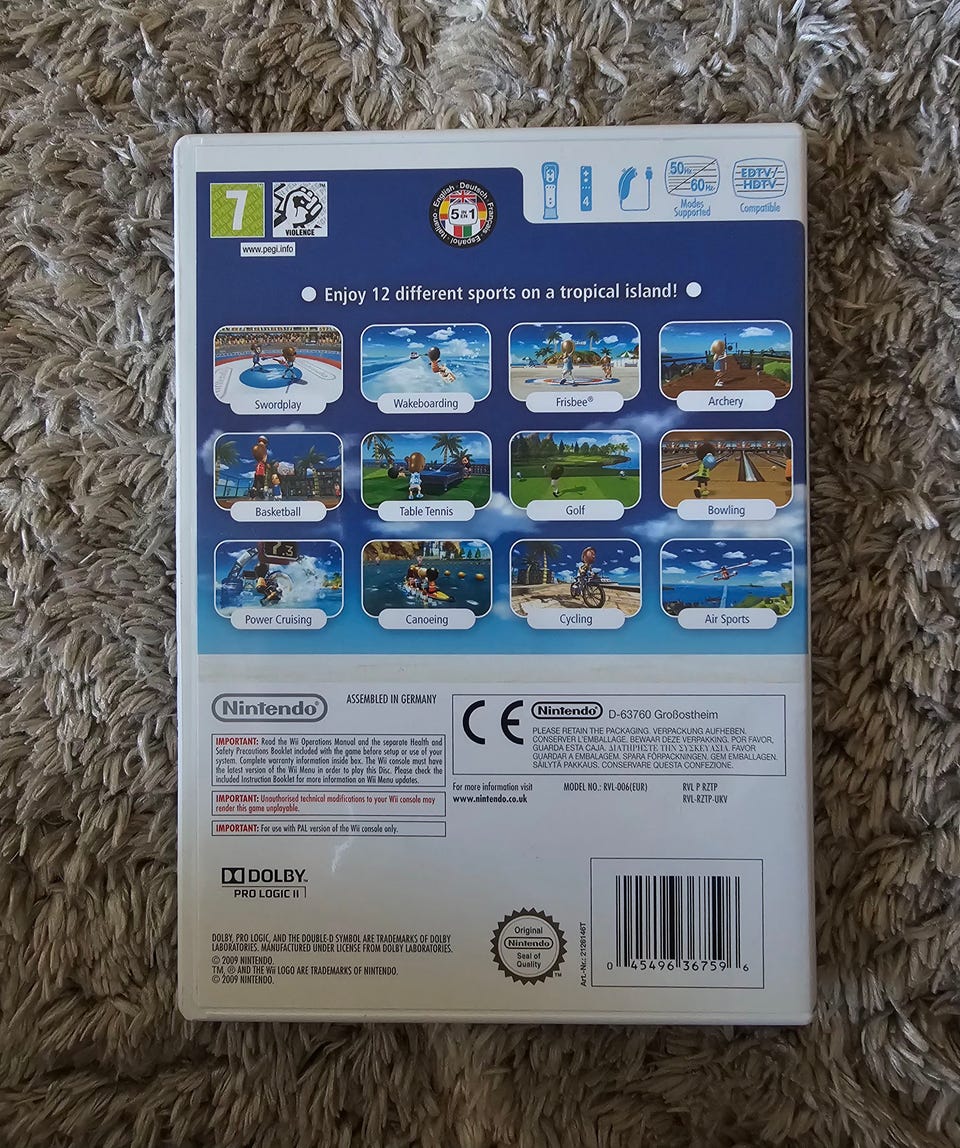 7
VIOLENCE
www.pegi.info
English · Deutsch · Français · Español · Italiano
5 IN 1
4
50Hz
60Hz
Modes
Supported
EDTV/
HDTV
Compatible
Enjoy 12 different sports on a tropical island!
Swordplay
Wakeboarding
Frisbee®
Archery
Basketball
Table Tennis
Golf
Bowling
Power Cruising
Canoeing
Cycling
Air Sports
Nintendo®
ASSEMBLED IN GERMANY
IMPORTANT: Read the Wii Operations Manual and the separate Health and
Safety Precautions Booklet included with the game before setup or use of your
system. Complete warranty information inside box. The Wii console must have
the latest version of the Wii Menu in order to play this Disc. Please check the
included Instruction Booklet for more information on Wii Menu updates.
IMPORTANT: Unauthorised technical modifications to your Wii console may
render this game unplayable.
IMPORTANT: For use with PAL version of the Wii console only.
CE
Nintendo® D-63760 Großostheim
PLEASE RETAIN THE PACKAGING. VERPACKUNG AUFHEBEN.
CONSERVER L'EMBALLAGE. BEWAAR DEZE VERPAKKING. POR FAVOR,
GUARDA ESTA CAJA. ΔΙΑΤΗΡΕΙΣΤΕ ΤΗΝ ΣΥΣΚΕΥΑΣΙΑ. FAVOR
GUARDAR A EMBALAGEM. SPARA FÖRPACKNINGEN. GEM EMBALLAGEN.
SÄILYTÄ PAKKAUS. CONSERVARE QUESTA CONFEZIONE.
For more information visit
www.nintendo.co.uk
MODEL NO.: RVL-006(EUR)
RVL P RZTP
RVL-RZTP-UKV
DOLBY™
PRO LOGIC II
DOLBY, PRO LOGIC, AND THE DOUBLE-D SYMBOL ARE TRADEMARKS OF DOLBY
LABORATORIES. MANUFACTURED UNDER LICENSE FROM DOLBY LABORATORIES.
© 2009 NINTENDO.
TM, ® AND THE Wii LOGO ARE TRADEMARKS OF NINTENDO.
© 2009 NINTENDO.
Original
Nintendo
Seal of
Quality
TM
Art.-Nr.: 2126146T
0 45496 36759 6